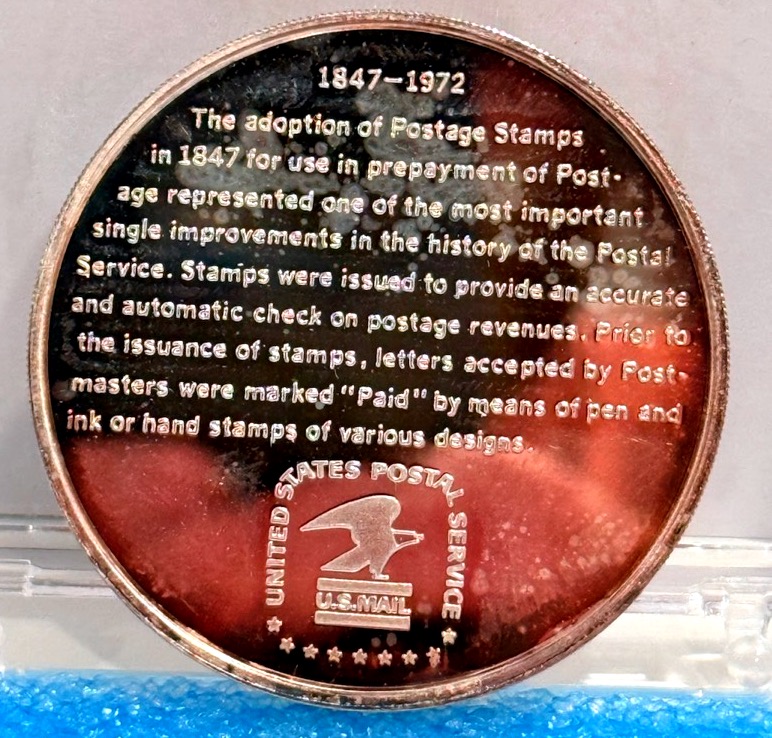 1847–1972
The adoption of Postage Stamps
in 1847 for use in prepayment of Post-
age represented one of the most important
single improvements in the history of the Postal
Service. Stamps were issued to provide an accurate
and automatic check on postage revenues. Prior to
the issuance of stamps, letters accepted by Post-
masters were marked "Paid" by means of pen and
ink or hand stamps of various designs.
UNITED STATES POSTAL SERVICE
U.S.MAIL